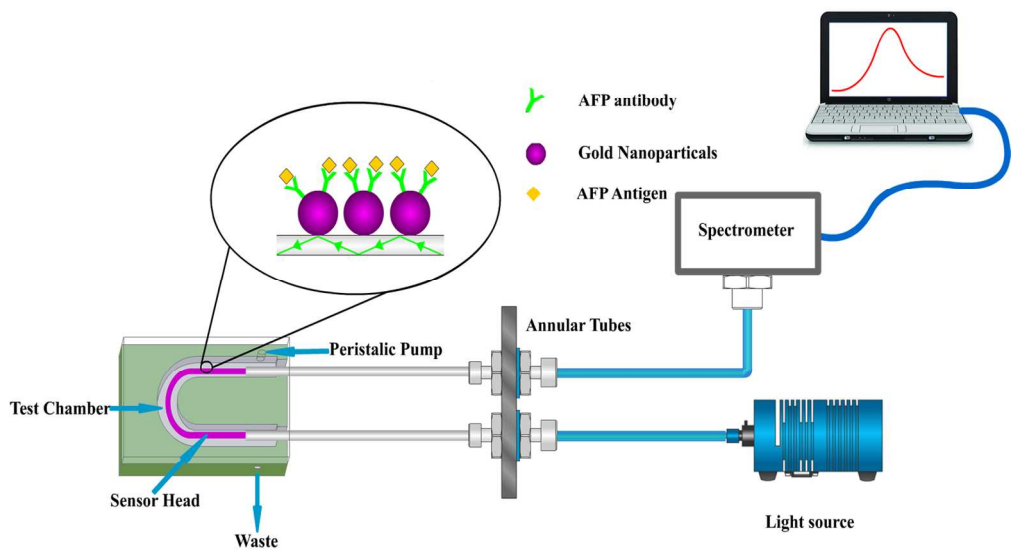 AFP antibody
Gold Nanoparticals
AFP Antigen
Spectrometer
Annular Tubes
Peristalic Pump
Test Chamber
Sensor Head
Waste
Light source